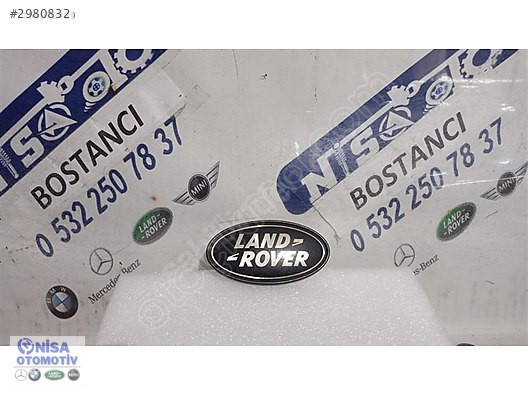 #2980832
NİSA
BOSTANCI
0 532 250 78 37
MINI
LAND
ROVER
Mercedes-Benz
BMW
NİSA
BOSTANCI
0 532 250 78 37
MINI
LAND
ROVER
Mercedes-Benz
LAND
ROVER
NİSA
OTOMOTİV